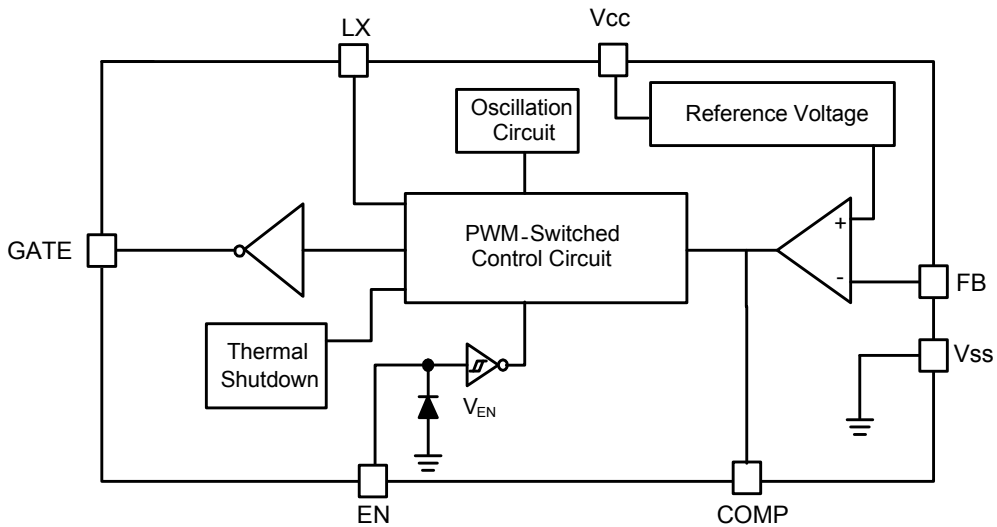 LX
Vcc
Oscillation
Circuit
Reference Voltage
+
PWM-Switched
Control Circuit
GATE
-
FB
Thermal
Shutdown
Vss
VEN
EN
COMP